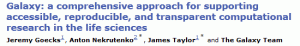 Galaxy: a comprehensive approach for supporting
accessible, reproducible, and transparent computational
research in the life sciences
Jeremy Goecks1, Anton Nekrutenko2*, James Taylor1* and The Galaxy Team